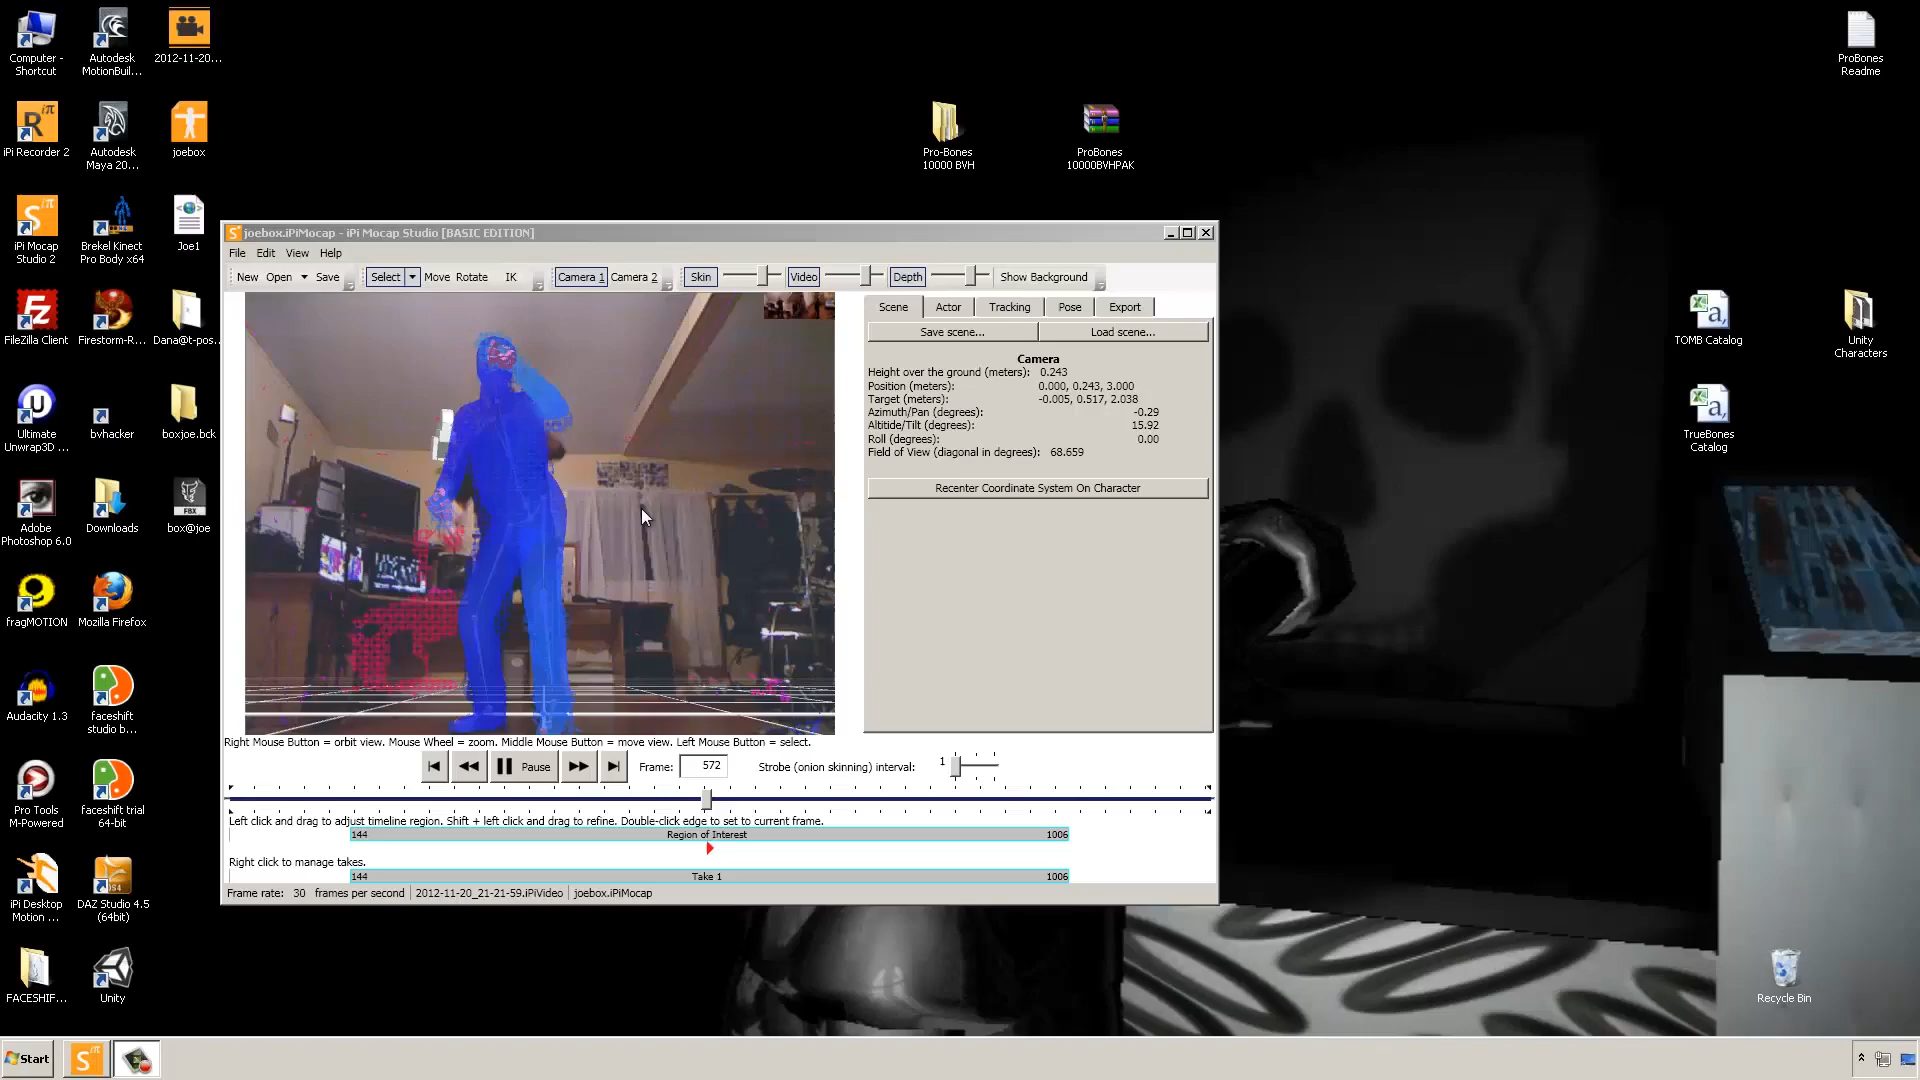 Computer -
Shortcut
Autodesk
MotionBuil...
2012-11-20...
ProBones
Readme
iPi Recorder 2
Autodesk
Maya 20...
joebox
Pro-Bones
10000 BVH
ProBones
10000BVHPAK
iPi Mocap
Studio 2
Brekel Kinect
Pro Body x64
Joe1
joebox.iPiMocap - iPi Mocap Studio [BASIC EDITION]
File Edit View Help
New Open Save Select Move Rotate IK Camera 1 Camera 2 Skin Video Depth Show Background
Scene Actor Tracking Pose Export
Save scene... Load scene...
Camera
Height over the ground (meters): 0.243
Position (meters): 0.000, 0.243, 3.000
Target (meters): -0.005, 0.517, 2.038
Azimuth/Pan (degrees): -0.29
Altitide/Tilt (degrees): 15.92
Roll (degrees): 0.00
Field of View (diagonal in degrees): 68.659
Recenter Coordinate System On Character
FileZilla Client
Firestorm-R...
Dana@t-pos...
TOMB Catalog
Unity
Characters
Ultimate
Unwrap3D ...
bvhacker
boxjoe.bck
TrueBones
Catalog
Adobe
Photoshop 6.0
Downloads
FBX
box@joe
fragMOTION
Mozilla Firefox
Audacity 1.3
faceshift
studio b...
Right Mouse Button = orbit view. Mouse Wheel = zoom. Middle Mouse Button = move view. Left Mouse Button = select.
Pause Frame: 572 Strobe (onion skinning) interval: 1
Left click and drag to adjust timeline region. Shift + left click and drag to refine. Double-click edge to set to current frame.
144 Region of Interest 1006
Right click to manage takes.
144 Take 1 1006
Frame rate: 30 frames per second 2012-11-20_21-21-59.iPiVideo joebox.iPiMocap
Pro Tools
M-Powered
faceshift trial
64-bit
iPi Desktop
Motion ...
DAZ Studio 4.5
(64bit)
FACESHIF...
Unity
Recycle Bin
Start